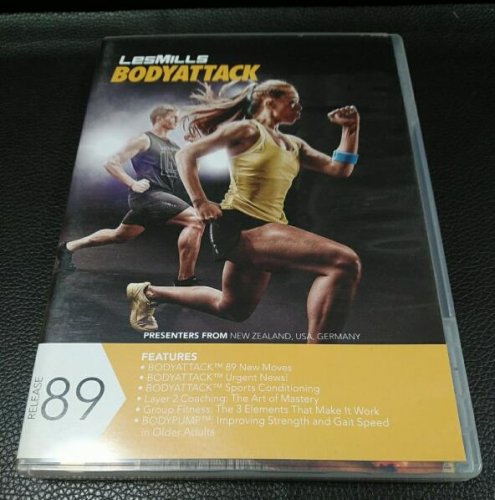 LesMills
BODYATTACK
PRESENTERS FROM NEW ZEALAND, USA, GERMANY
RELEASE
89
FEATURES
• BODYATTACK™ 89 New Moves
• BODYATTACK™ Urgent News!
• BODYATTACK™ Sports Conditioning
• Layer 2 Coaching: The Art of Mastery
• Group Fitness: The 3 Elements That Make It Work
• BODYPUMP™: Improving Strength and Gait Speed
in Older Adults